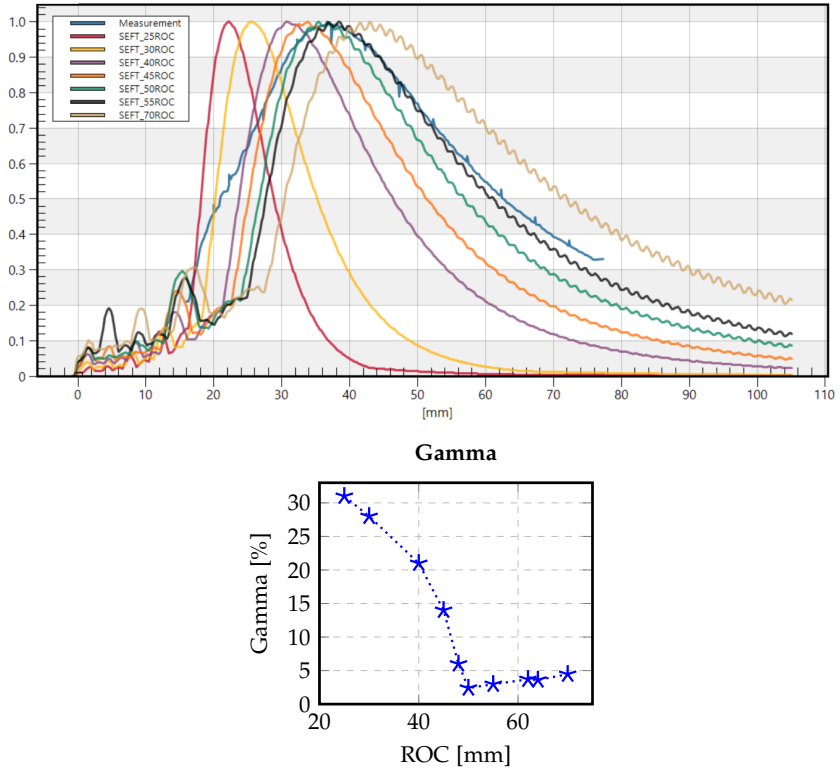 Measurement
SEFT_25ROC
SEFT_30ROC
SEFT_40ROC
SEFT_45ROC
SEFT_50ROC
SEFT_55ROC
SEFT_70ROC
1.0
0.9
0.8
0.7
0.6
0.5
0.4
0.3
0.2
0.1
0
0 10 20 30 40 50 60 70 80 90 100 110
[mm]
Gamma
Gamma [%]
30
25
20
15
10
5
0
20 40 60
ROC [mm]